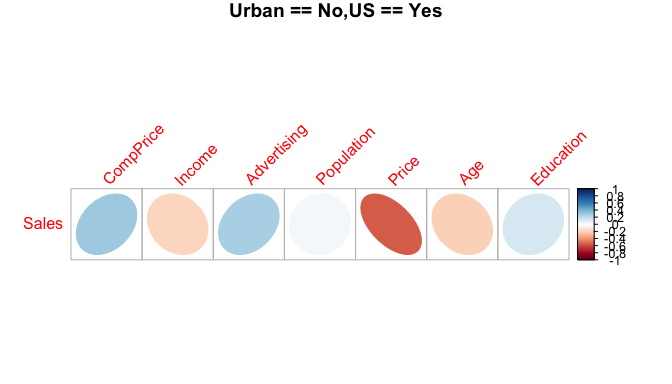 Urban == No,US == Yes
CompPrice
Income
Advertising
Population
Price
Age
Education
Sales
1
0.8
0.6
0.4
0.2
0
-0.2
-0.4
-0.6
-0.8
-1